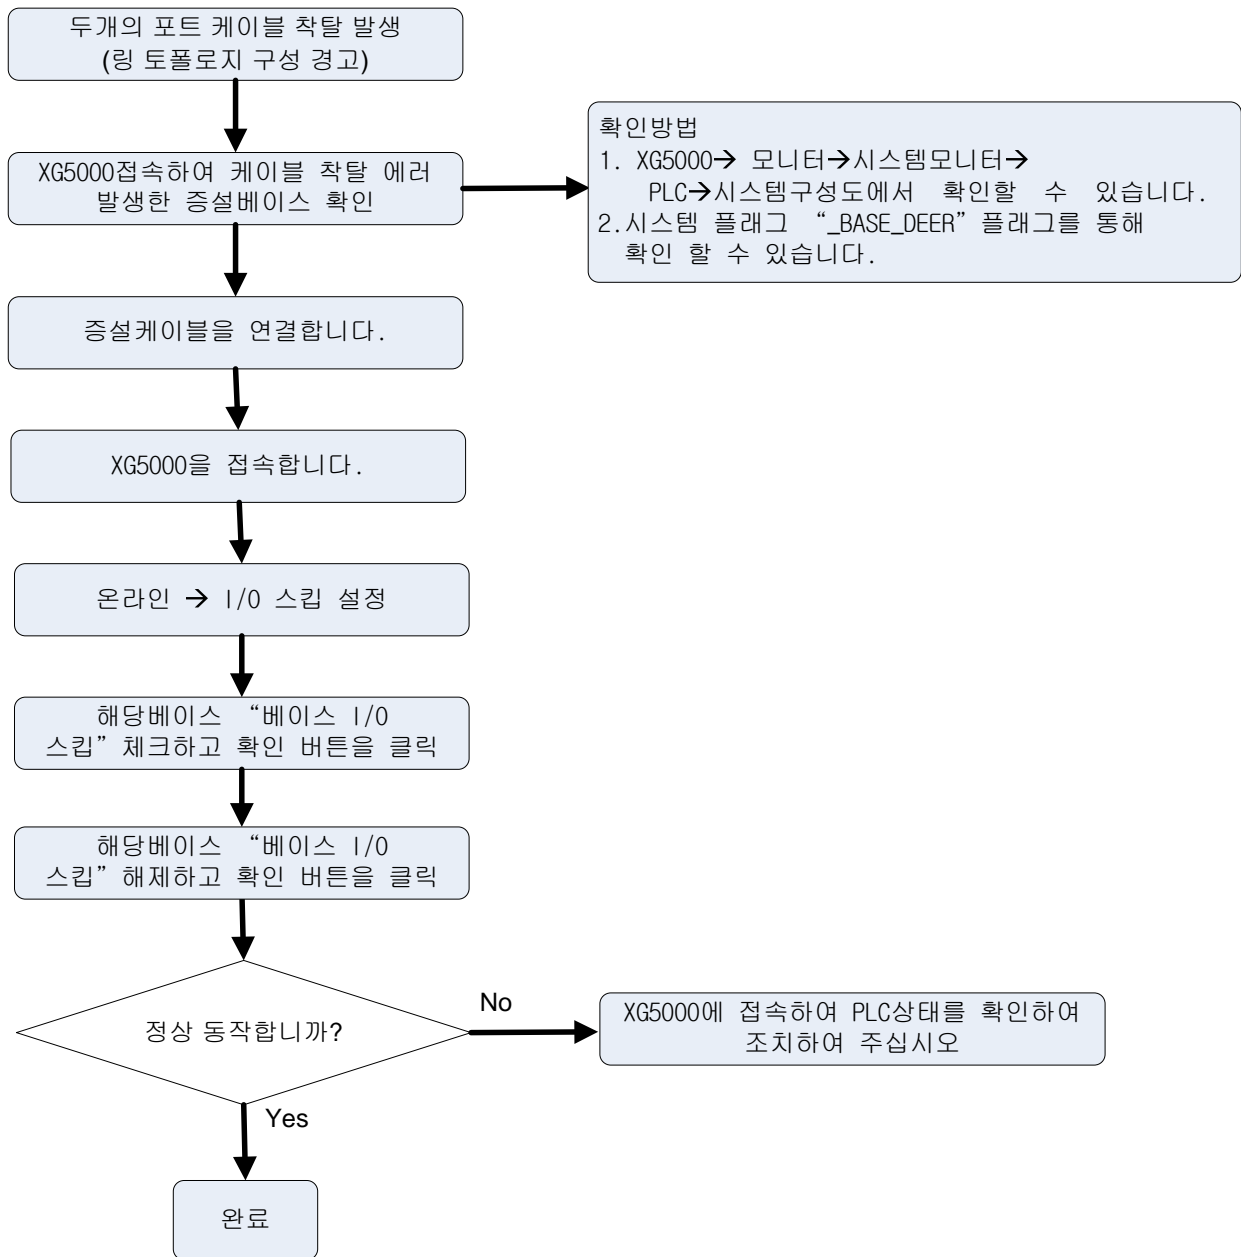 두개의 포트 케이블 착탈 발생
(링 토폴로지 구성 경고)
XG5000접속하여 케이블 착탈 에러
발생한 증설베이스 확인
확인방법
1. XG5000→ 모니터→시스템모니터→
PLC→시스템구성도에서 확인할 수 있습니다.
2.시스템 플래그 “_BASE_DEER”플래그를 통해
확인 할 수 있습니다.
증설케이블을 연결합니다.
XG5000을 접속합니다.
온라인 → I/O 스킵 설정
해당베이스 “베이스 I/O
스킵”체크하고 확인 버튼을 클릭
해당베이스 “베이스 I/O
스킵”해제하고 확인 버튼을 클릭
정상 동작합니까?
No
XG5000에 접속하여 PLC상태를 확인하여
조치하여 주십시오
Yes
완료